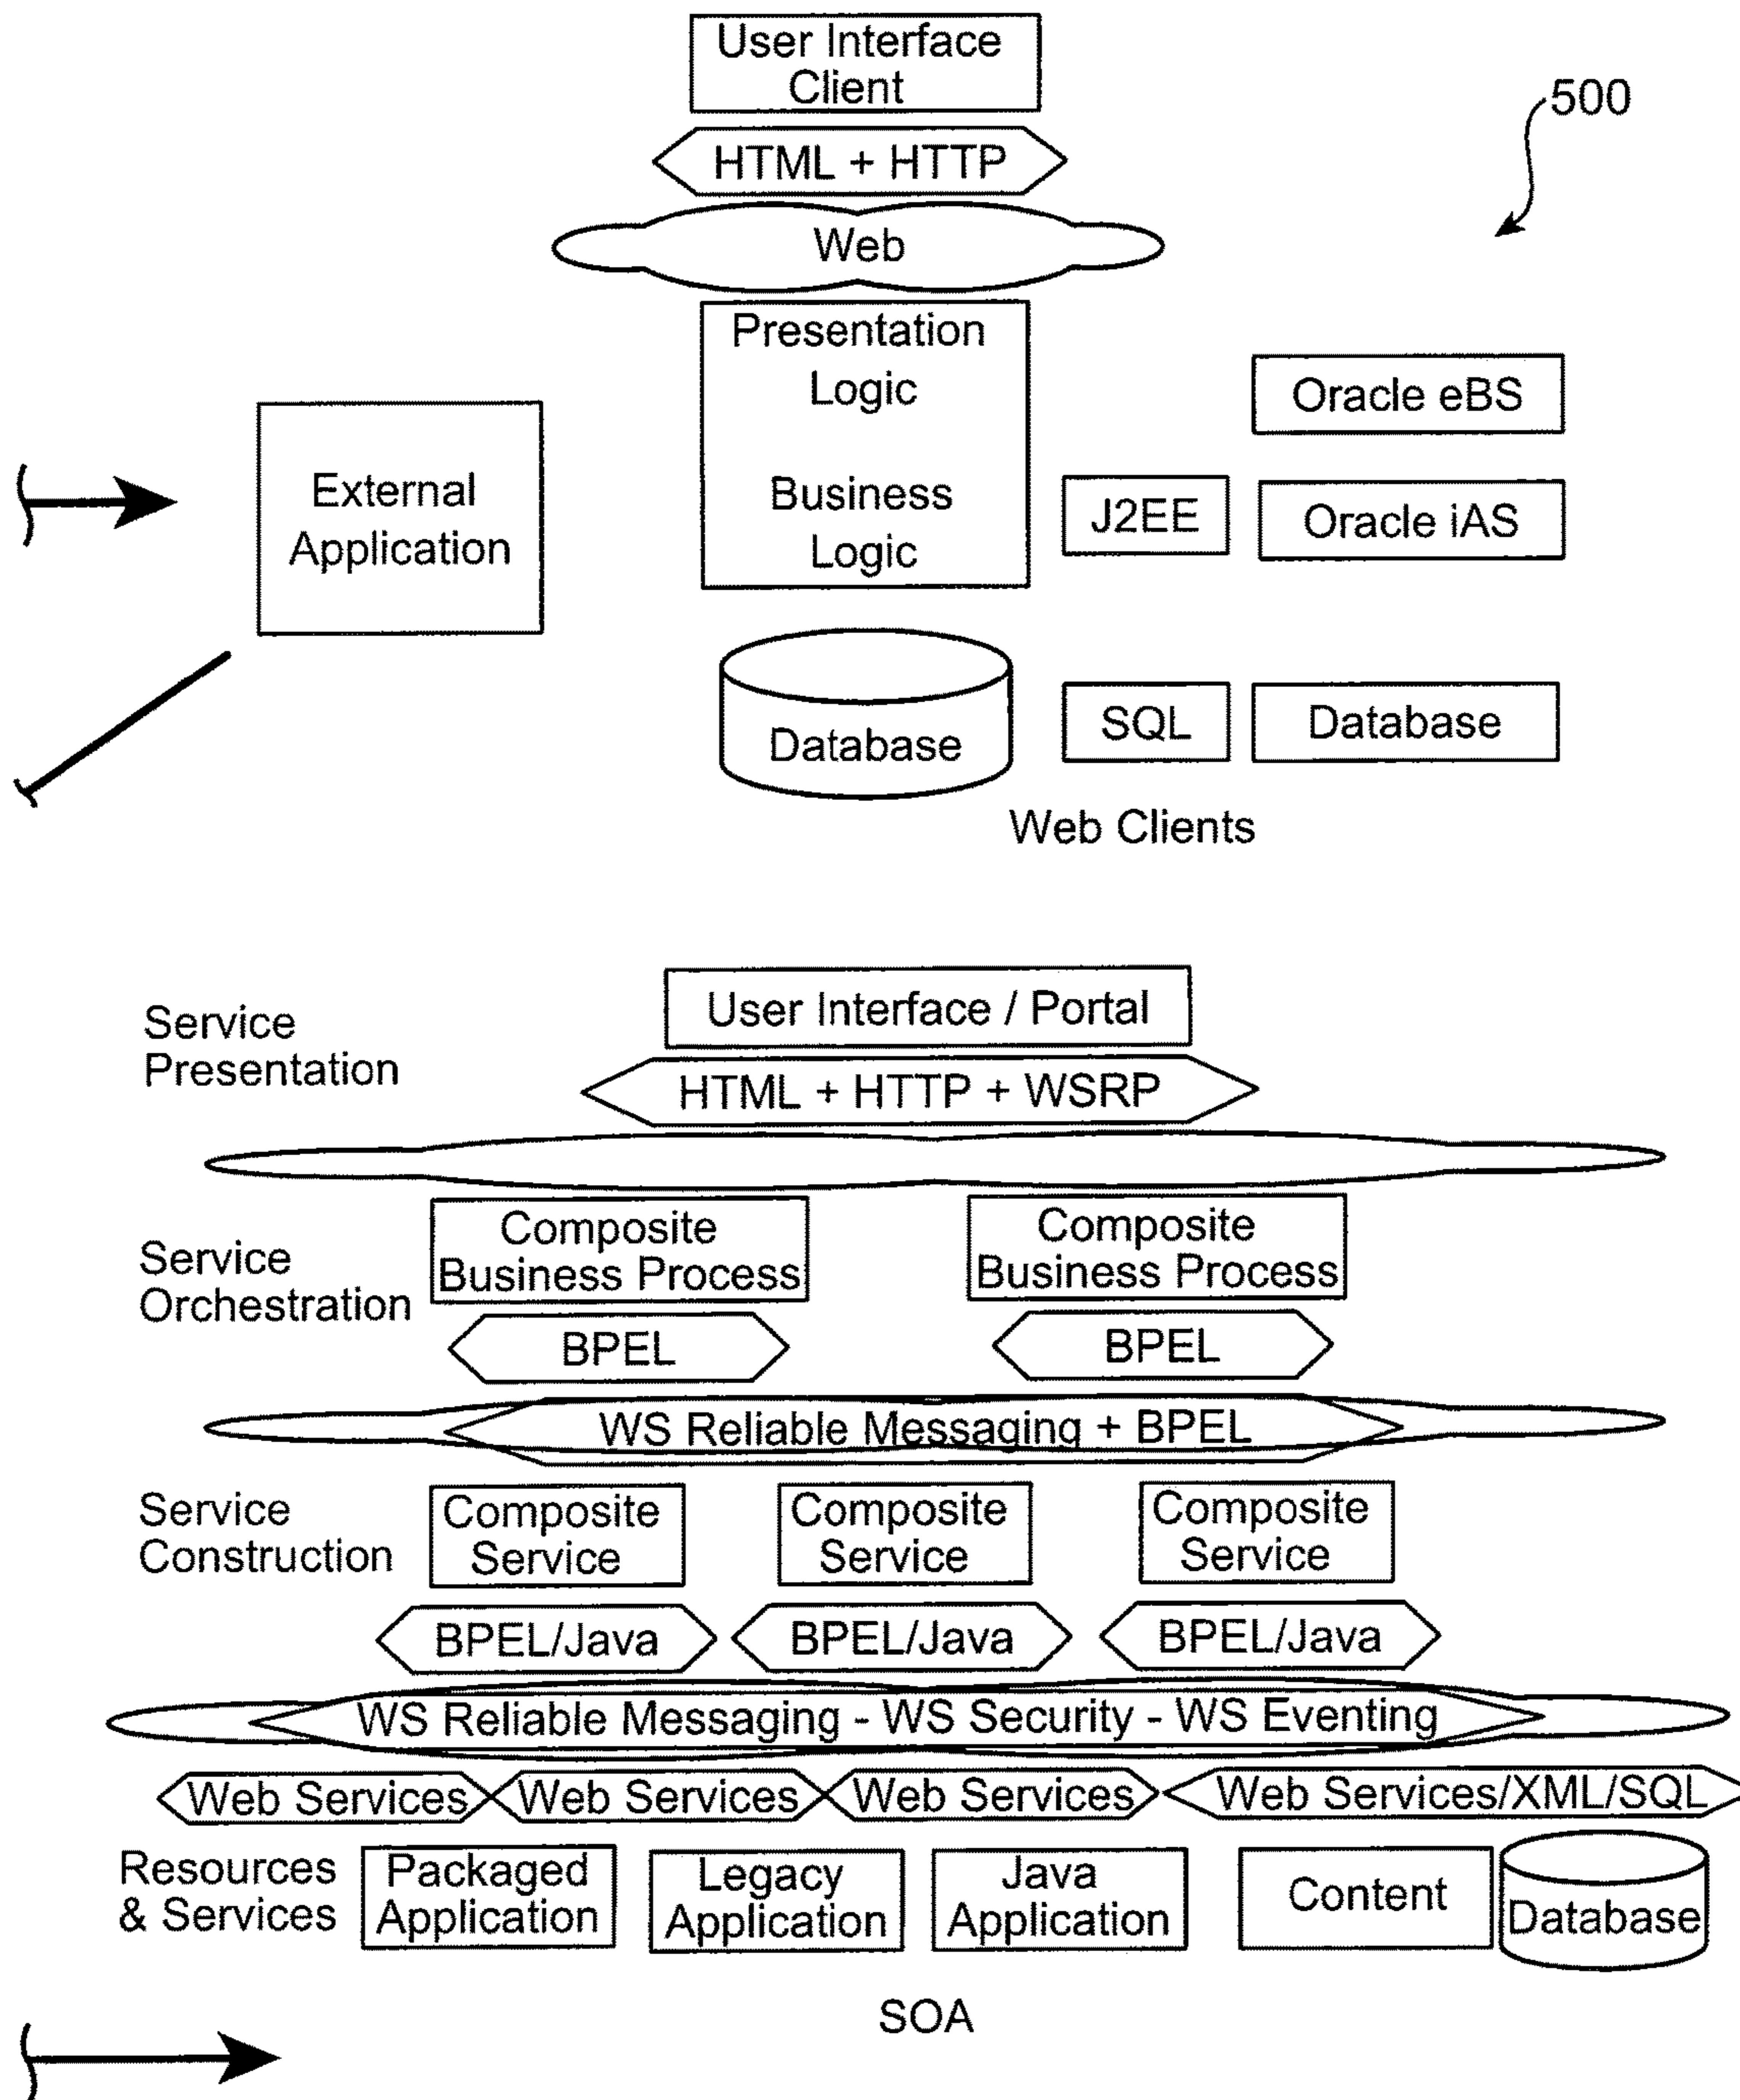 User Interface
Client
500
HTML + HTTP
Web
Presentation
Logic
Oracle eBS
External
Application
Business
Logic
J2EE
Oracle iAS
Database
SQL
Database
Web Clients
Service
Presentation
User Interface / Portal
HTML + HTTP + WSRP
Service
Orchestration
Composite
Business Process
Composite
Business Process
BPEL
BPEL
WS Reliable Messaging + BPEL
Service
Construction
Composite
Service
Composite
Service
Composite
Service
BPEL/Java
BPEL/Java
BPEL/Java
WS Reliable Messaging - WS Security - WS Eventing
Web Services
Web Services
Web Services
Web Services/XML/SQL
Resources
& Services
Packaged
Application
Legacy
Application
Java
Application
Content
Database
SOA